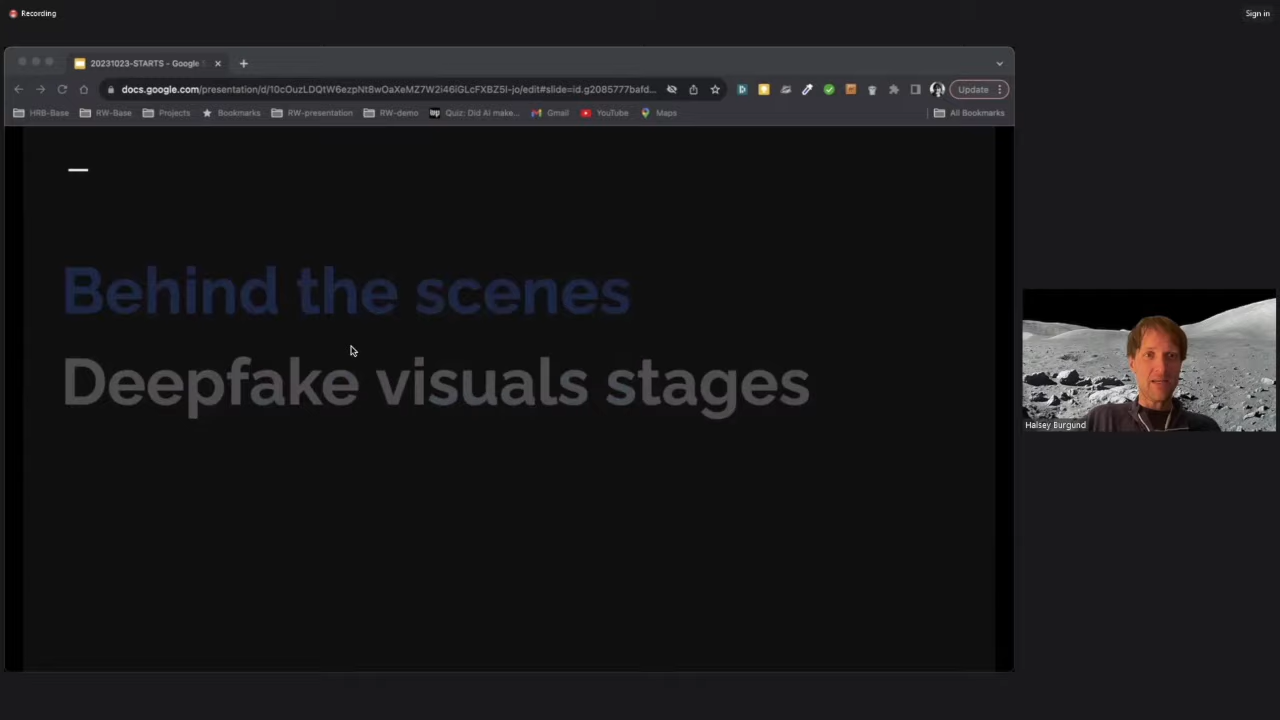 Recording
Sign in
20231023-STARTS - Google S
docs.google.com/presentation/d/10cOuzLDQtW6ezpNt8wOaXeMZ7W2i46iGLcFXBZ5I-jo/edit#slide=id.g2085777bafd...
Update
HRB-Base RW-Base Projects Bookmarks RW-presentation RW-demo Quiz: Did AI make... Gmail YouTube Maps All Bookmarks
Behind the scenes
Deepfake visuals stages
Halsey Burgund